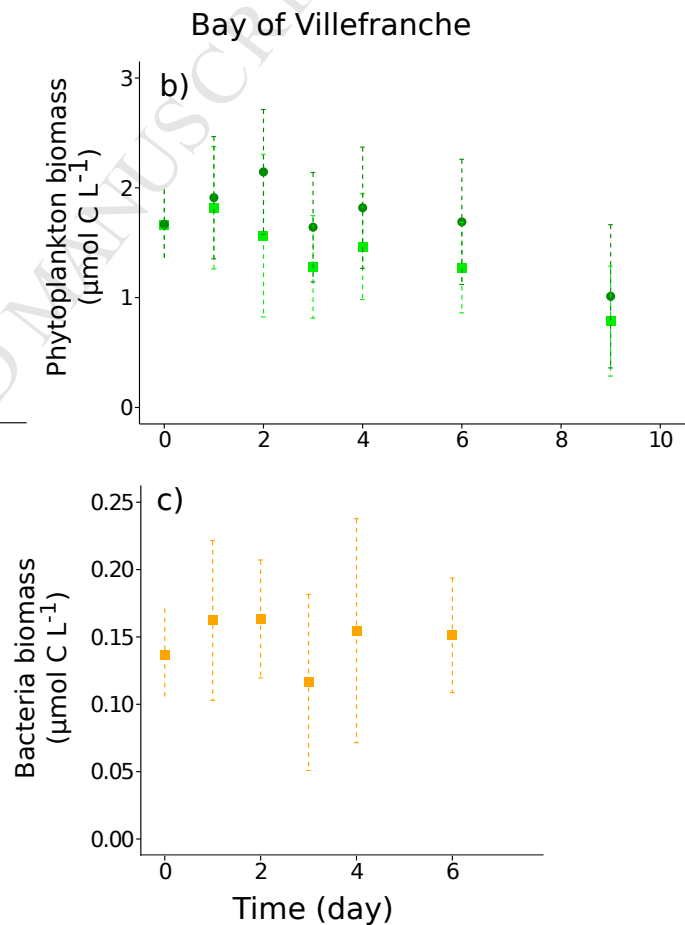 Bay of Villefranche
D MANUSCRI
b)
Phytoplankton biomass
(µmol C L⁻¹)
3
2
1
0
0 2 4 6 8 10
c)
Bacteria biomass
(µmol C L⁻¹)
0.25
0.20
0.15
0.10
0.05
0.00
0 2 4 6
Time (day)